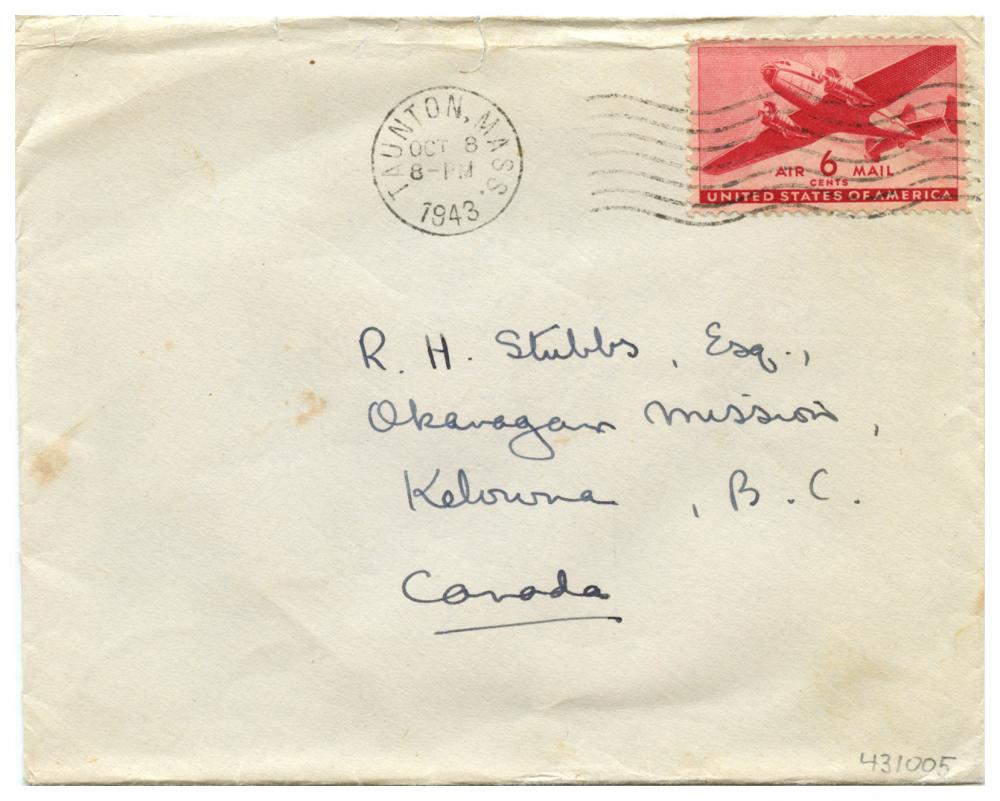 TAUNTON, MASS.
OCT 8
8-PM
1943
AIR 6 MAIL
CENTS
UNITED STATES OF AMERICA
R. H. Stubbs, Esq.,
Okanagan Mission,
Kelowna, B.C.
Canada
431005